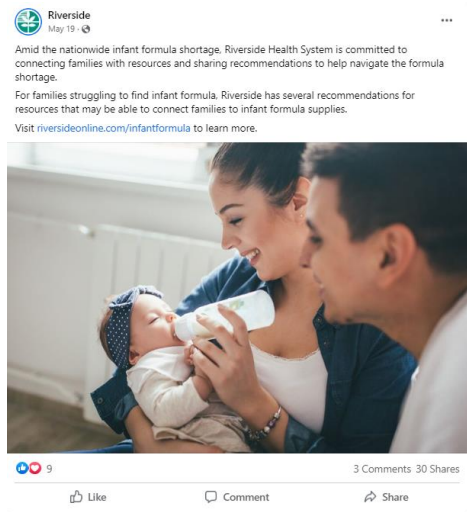 Riverside
May 19 ·
Amid the nationwide infant formula shortage, Riverside Health System is committed to
connecting families with resources and sharing recommendations to help navigate the formula
shortage.
For families struggling to find infant formula, Riverside has several recommendations for
resources that may be able to connect families to infant formula supplies.
Visit riversideonline.com/infantformula to learn more.
9
3 Comments 30 Shares
Like
Comment
Share